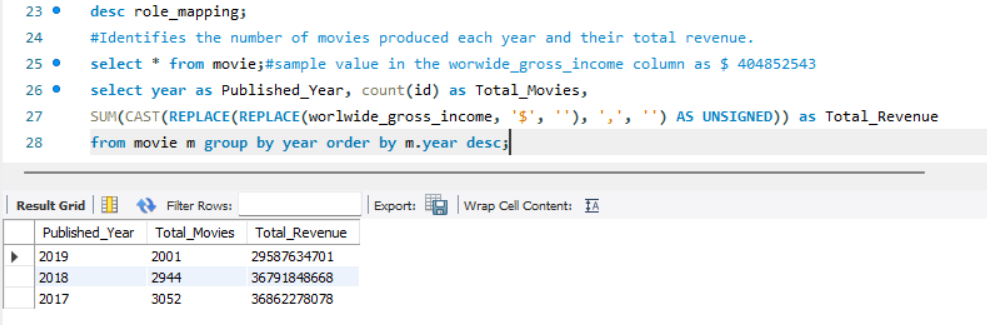 23 desc role_mapping;
24 #Identifies the number of movies produced each year and their total revenue.
25 select * from movie;#sample value in the worwide_gross_income column as $ 404852543
26 select year as Published_Year, count(id) as Total_Movies,
27 SUM(CAST(REPLACE(REPLACE(worlwide_gross_income, '$', ''), ',', '') AS UNSIGNED)) as Total_Revenue
28 from movie m group by year order by m.year desc;
Result Grid Filter Rows: Export: Wrap Cell Content: IA
Published_Year Total_Movies Total_Revenue
2019 2001 29587634701
2018 2944 36791848668
2017 3052 36862278078